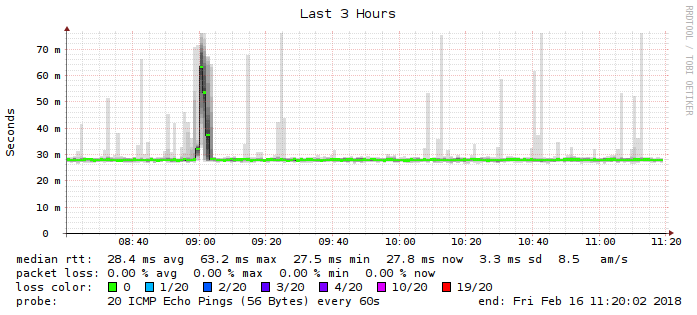 Last 3 Hours
RRDTOOL / TOBI OETIKER
Seconds
70 m
60 m
50 m
40 m
30 m
20 m
10 m
0
08:40 09:00 09:20 09:40 10:00 10:20 10:40 11:00 11:20
median rtt: 28.4 ms avg 63.2 ms max 27.5 ms min 27.8 ms now 3.3 ms sd 8.5 am/s
packet loss: 0.00 % avg 0.00 % max 0.00 % min 0.00 % now
loss color: 0 1/20 2/20 3/20 4/20 10/20 19/20
probe: 20 ICMP Echo Pings (56 Bytes) every 60s end: Fri Feb 16 11:20:02 2018